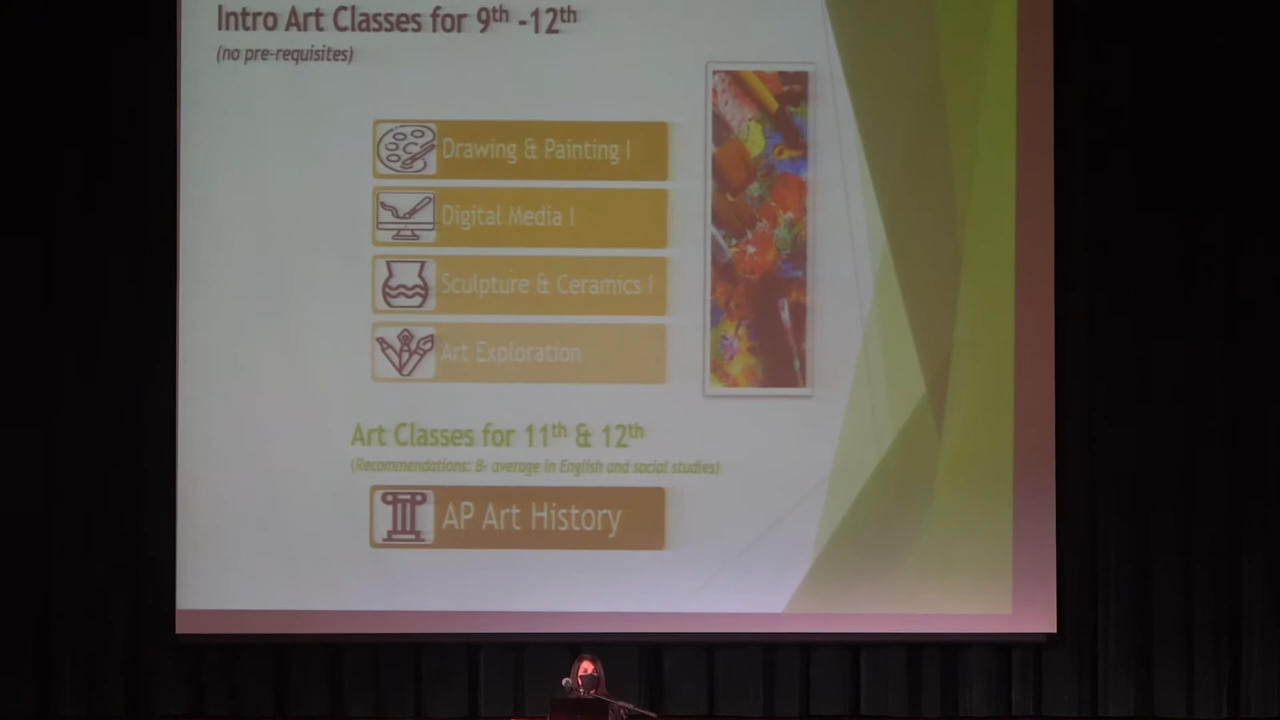 Intro Art Classes for 9th -12th
(no pre-requisites)
Drawing & Painting I
Digital Media I
Sculpture & Ceramics I
Art Exploration
Art Classes for 11th & 12th
(Recommendations: B- average in English and social studies)
AP Art History